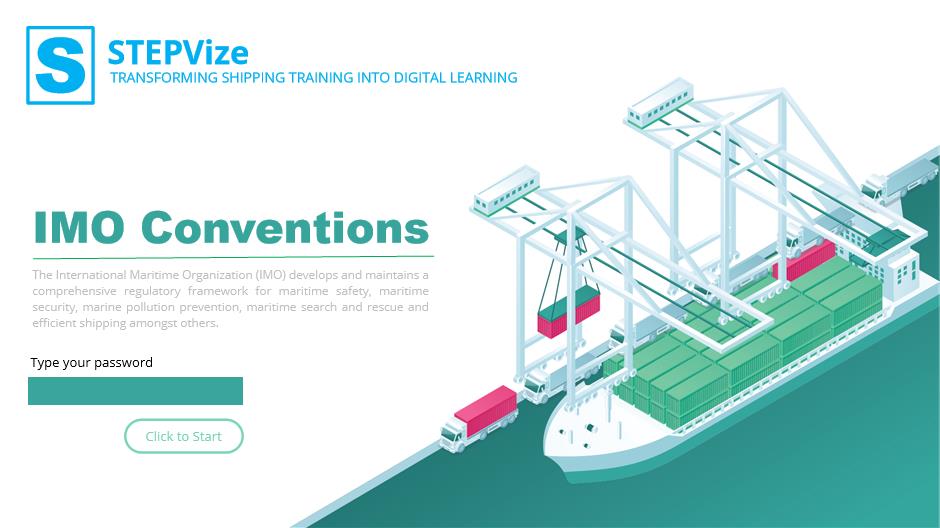 S
STEPVize
TRANSFORMING SHIPPING TRAINING INTO DIGITAL LEARNING
IMO Conventions
The International Maritime Organization (IMO) develops and maintains a
comprehensive regulatory framework for maritime safety, maritime
security, marine pollution prevention, maritime search and rescue and
efficient shipping amongst others.
Type your password
Click to Start